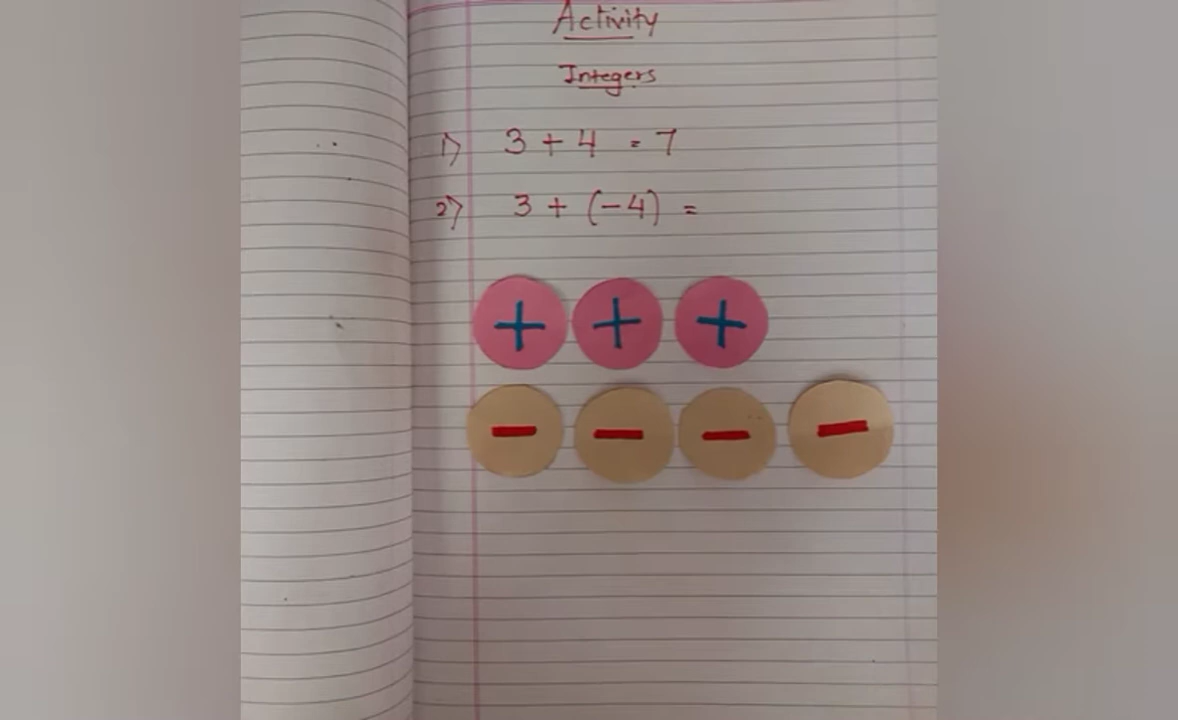 Activity
Integers
1) 3 + 4 = 7
2) 3 + (-4) =
+ + +
- - - -